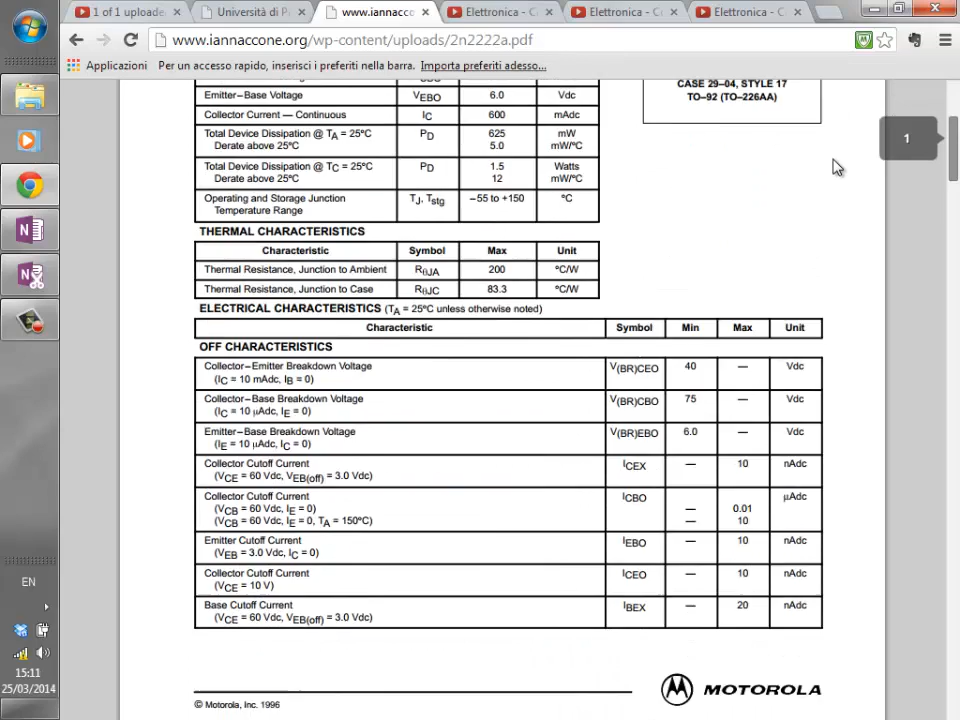 1 of 1 uploade
Università di P
www.iannacco
Elettronica - C
Elettronica - C
Elettronica - C
www.iannaccone.org/wp-content/uploads/2n2222a.pdf
Applicazioni Per un accesso rapido, inserisci i preferiti nella barra. Importa preferiti adesso...
Emitter–Base Voltage VEBO 6.0 Vdc
Collector Current — Continuous IC 600 mAdc
Total Device Dissipation @ TA = 25°C PD 625 mW
Derate above 25°C 5.0 mW/°C
Total Device Dissipation @ TC = 25°C PD 1.5 Watts
Derate above 25°C 12 mW/°C
Operating and Storage Junction TJ, Tstg –55 to +150 °C
Temperature Range
CASE 29–04, STYLE 17
TO–92 (TO–226AA)
1
THERMAL CHARACTERISTICS
Characteristic Symbol Max Unit
Thermal Resistance, Junction to Ambient RθJA 200 °C/W
Thermal Resistance, Junction to Case RθJC 83.3 °C/W
ELECTRICAL CHARACTERISTICS (TA = 25°C unless otherwise noted)
Characteristic Symbol Min Max Unit
OFF CHARACTERISTICS
Collector–Emitter Breakdown Voltage V(BR)CEO 40 — Vdc
(IC = 10 mAdc, IB = 0)
Collector–Base Breakdown Voltage V(BR)CBO 75 — Vdc
(IC = 10 μAdc, IE = 0)
Emitter–Base Breakdown Voltage V(BR)EBO 6.0 — Vdc
(IE = 10 μAdc, IC = 0)
Collector Cutoff Current ICEX — 10 nAdc
(VCE = 60 Vdc, VEB(off) = 3.0 Vdc)
Collector Cutoff Current ICBO μAdc
(VCB = 60 Vdc, IE = 0) — 0.01
(VCB = 60 Vdc, IE = 0, TA = 150°C) — 10
Emitter Cutoff Current IEBO — 10 nAdc
(VEB = 3.0 Vdc, IC = 0)
Collector Cutoff Current ICEO — 10 nAdc
(VCE = 10 V)
Base Cutoff Current IBEX — 20 nAdc
(VCE = 60 Vdc, VEB(off) = 3.0 Vdc)
MOTOROLA
© Motorola, Inc. 1996
EN
15:11
25/03/2014